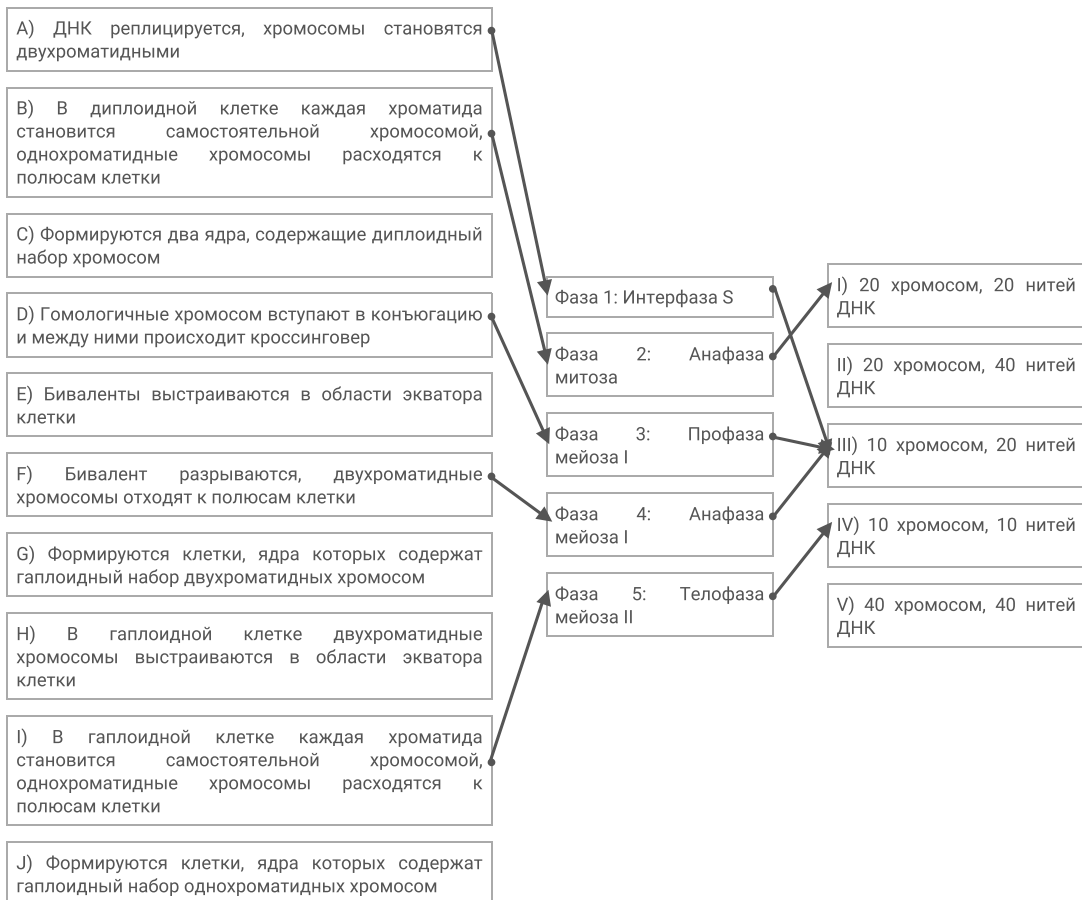 A) ДНК реплицируется, хромосомы становятся
двухроматидными
B) В диплоидной клетке каждая хроматида
становится самостоятельной хромосомой,
однохроматидные хромосомы расходятся к
полюсам клетки
C) Формируются два ядра, содержащие диплоидный
набор хромосом
D) Гомологичные хромосом вступают в конъюгацию
и между ними происходит кроссинговер
E) Биваленты выстраиваются в области экватора
клетки
F) Бивалент разрываются, двухроматидные
хромосомы отходят к полюсам клетки
G) Формируются клетки, ядра которых содержат
гаплоидный набор двухроматидных хромосом
H) В гаплоидной клетке двухроматидные
хромосомы выстраиваются в области экватора
клетки
I) В гаплоидной клетке каждая хроматида
становится самостоятельной хромосомой,
однохроматидные хромосомы расходятся к
полюсам клетки
J) Формируются клетки, ядра которых содержат
гаплоидный набор однохроматидных хромосом
Фаза 1: Интерфаза S
Фаза 2: Анафаза
митоза
Фаза 3: Профаза
мейоза I
Фаза 4: Анафаза
мейоза I
Фаза 5: Телофаза
мейоза II
I) 20 хромосом, 20 нитей
ДНК
II) 20 хромосом, 40 нитей
ДНК
III) 10 хромосом, 20 нитей
ДНК
IV) 10 хромосом, 10 нитей
ДНК
V) 40 хромосом, 40 нитей
ДНК